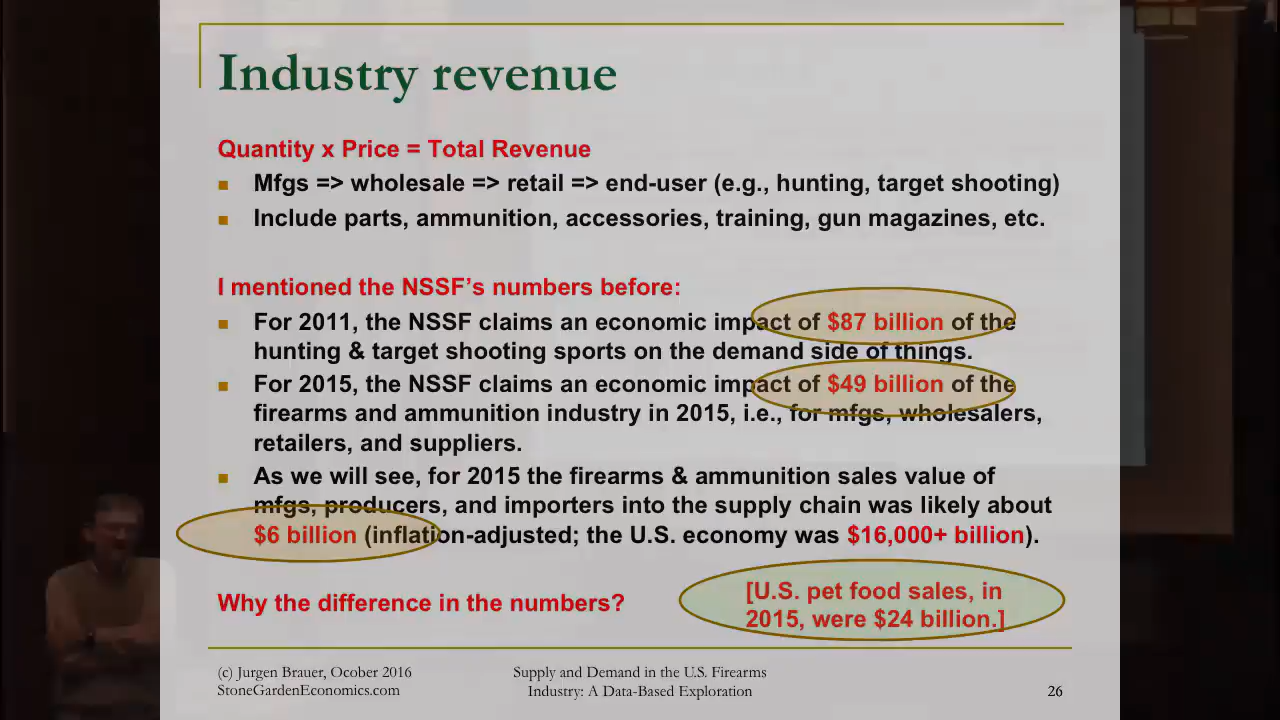 Industry revenue
Quantity x Price = Total Revenue
Mfgs => wholesale => retail => end-user (e.g., hunting, target shooting)
Include parts, ammunition, accessories, training, gun magazines, etc.
I mentioned the NSSF's numbers before:
For 2011, the NSSF claims an economic impact of $87 billion of the
hunting & target shooting sports on the demand side of things.
For 2015, the NSSF claims an economic impact of $49 billion of the
firearms and ammunition industry in 2015, i.e., for mfgs, wholesalers,
retailers, and suppliers.
As we will see, for 2015 the firearms & ammunition sales value of
mfgs, producers, and importers into the supply chain was likely about
$6 billion (inflation-adjusted; the U.S. economy was $16,000+ billion).
Why the difference in the numbers?
[U.S. pet food sales, in
2015, were $24 billion.]
(c) Jurgen Brauer, Ocober 2016
StoneGardenEconomics.com
Supply and Demand in the U.S. Firearms
Industry: A Data-Based Exploration
26